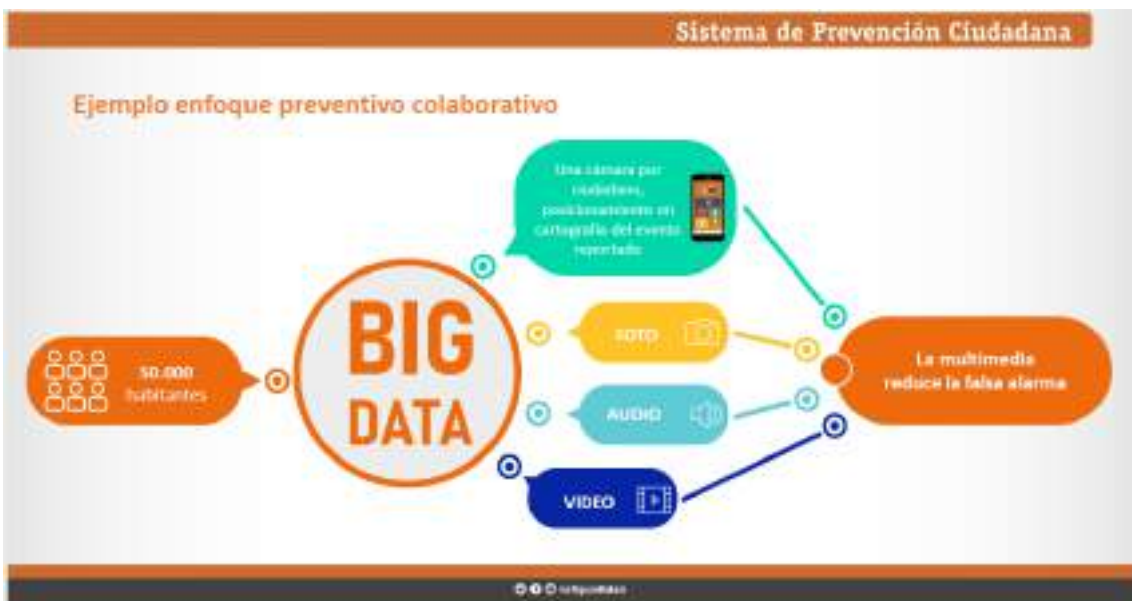 Sistema de Prevención Ciudadana
Ejemplo enfoque preventivo colaborativo
Una cámara por
ciudadano,
posicionamiento en
cartografía del evento
reportado
BIG
DATA
50.000
habitantes
FOTO
AUDIO
VIDEO
La multimedia
reduce la falsa alarma